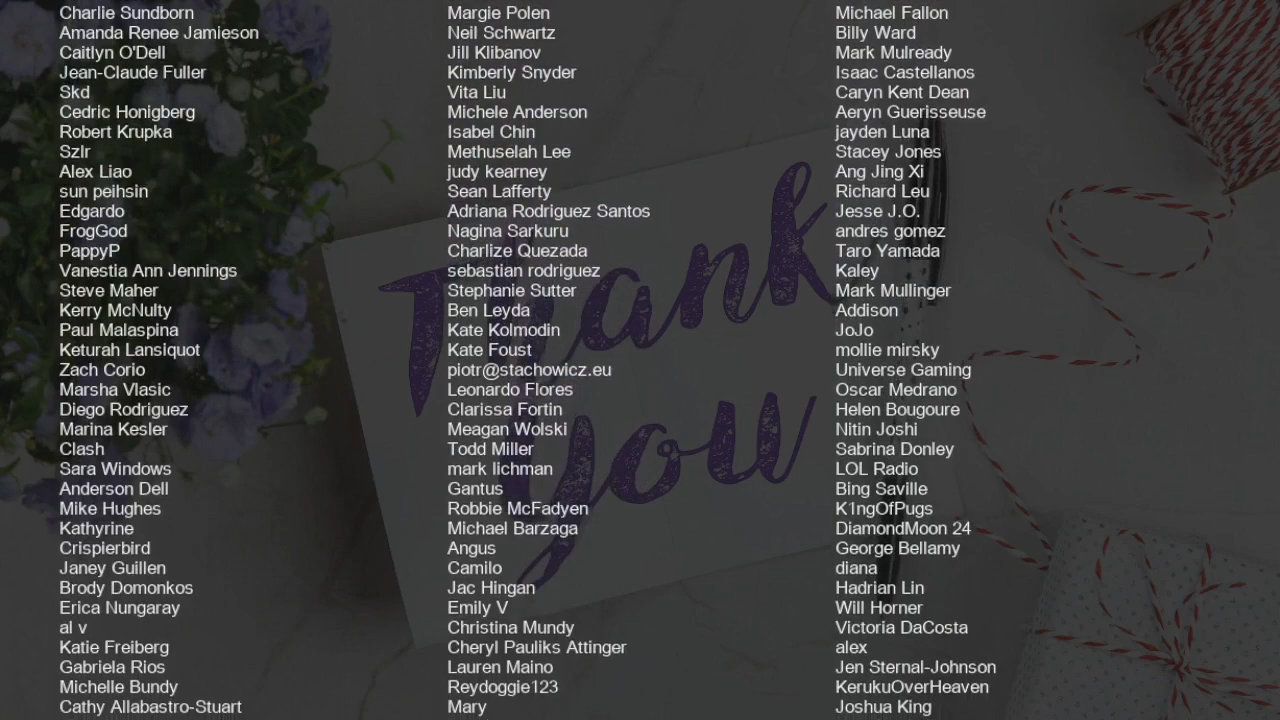 Charlie Sundborn
Amanda Renee Jamieson
Caitlyn O'Dell
Jean-Claude Fuller
Skd
Cedric Honigberg
Robert Krupka
Szlr
Alex Liao
sun peihsin
Edgardo
FrogGod
PappyP
Vanestia Ann Jennings
Steve Maher
Kerry McNulty
Paul Malaspina
Keturah Lansiquot
Zach Corio
Marsha Vlasic
Diego Rodriguez
Marina Kesler
Clash
Sara Windows
Anderson Dell
Mike Hughes
Kathyrine
Crispierbird
Janey Guillen
Brody Domonkos
Erica Nungaray
al v
Katie Freiberg
Gabriela Rios
Michelle Bundy
Cathy Allabastro-Stuart
Margie Polen
Neil Schwartz
Jill Klibanov
Kimberly Snyder
Vita Liu
Michele Anderson
Isabel Chin
Methuselah Lee
judy kearney
Sean Lafferty
Adriana Rodriguez Santos
Nagina Sarkuru
Charlize Quezada
sebastian rodriguez
Stephanie Sutter
Ben Leyda
Kate Kolmodin
Kate Foust
piotr@stachowicz.eu
Leonardo Flores
Clarissa Fortin
Meagan Wolski
Todd Miller
mark lichman
Gantus
Robbie McFadyen
Michael Barzaga
Angus
Camilo
Jac Hingan
Emily V
Christina Mundy
Cheryl Pauliks Attinger
Lauren Maino
Reydoggie123
Mary
Michael Fallon
Billy Ward
Mark Mulready
Isaac Castellanos
Caryn Kent Dean
Aeryn Guerisseuse
jayden Luna
Stacey Jones
Ang Jing Xi
Richard Leu
Jesse J.O.
andres gomez
Taro Yamada
Kaley
Mark Mullinger
Addison
JoJo
mollie mirsky
Universe Gaming
Oscar Medrano
Helen Bougoure
Nitin Joshi
Sabrina Donley
LOL Radio
Bing Saville
K1ngOfPugs
DiamondMoon 24
George Bellamy
diana
Hadrian Lin
Will Horner
Victoria DaCosta
alex
Jen Sternal-Johnson
KerukuOverHeaven
Joshua King
Thank
you